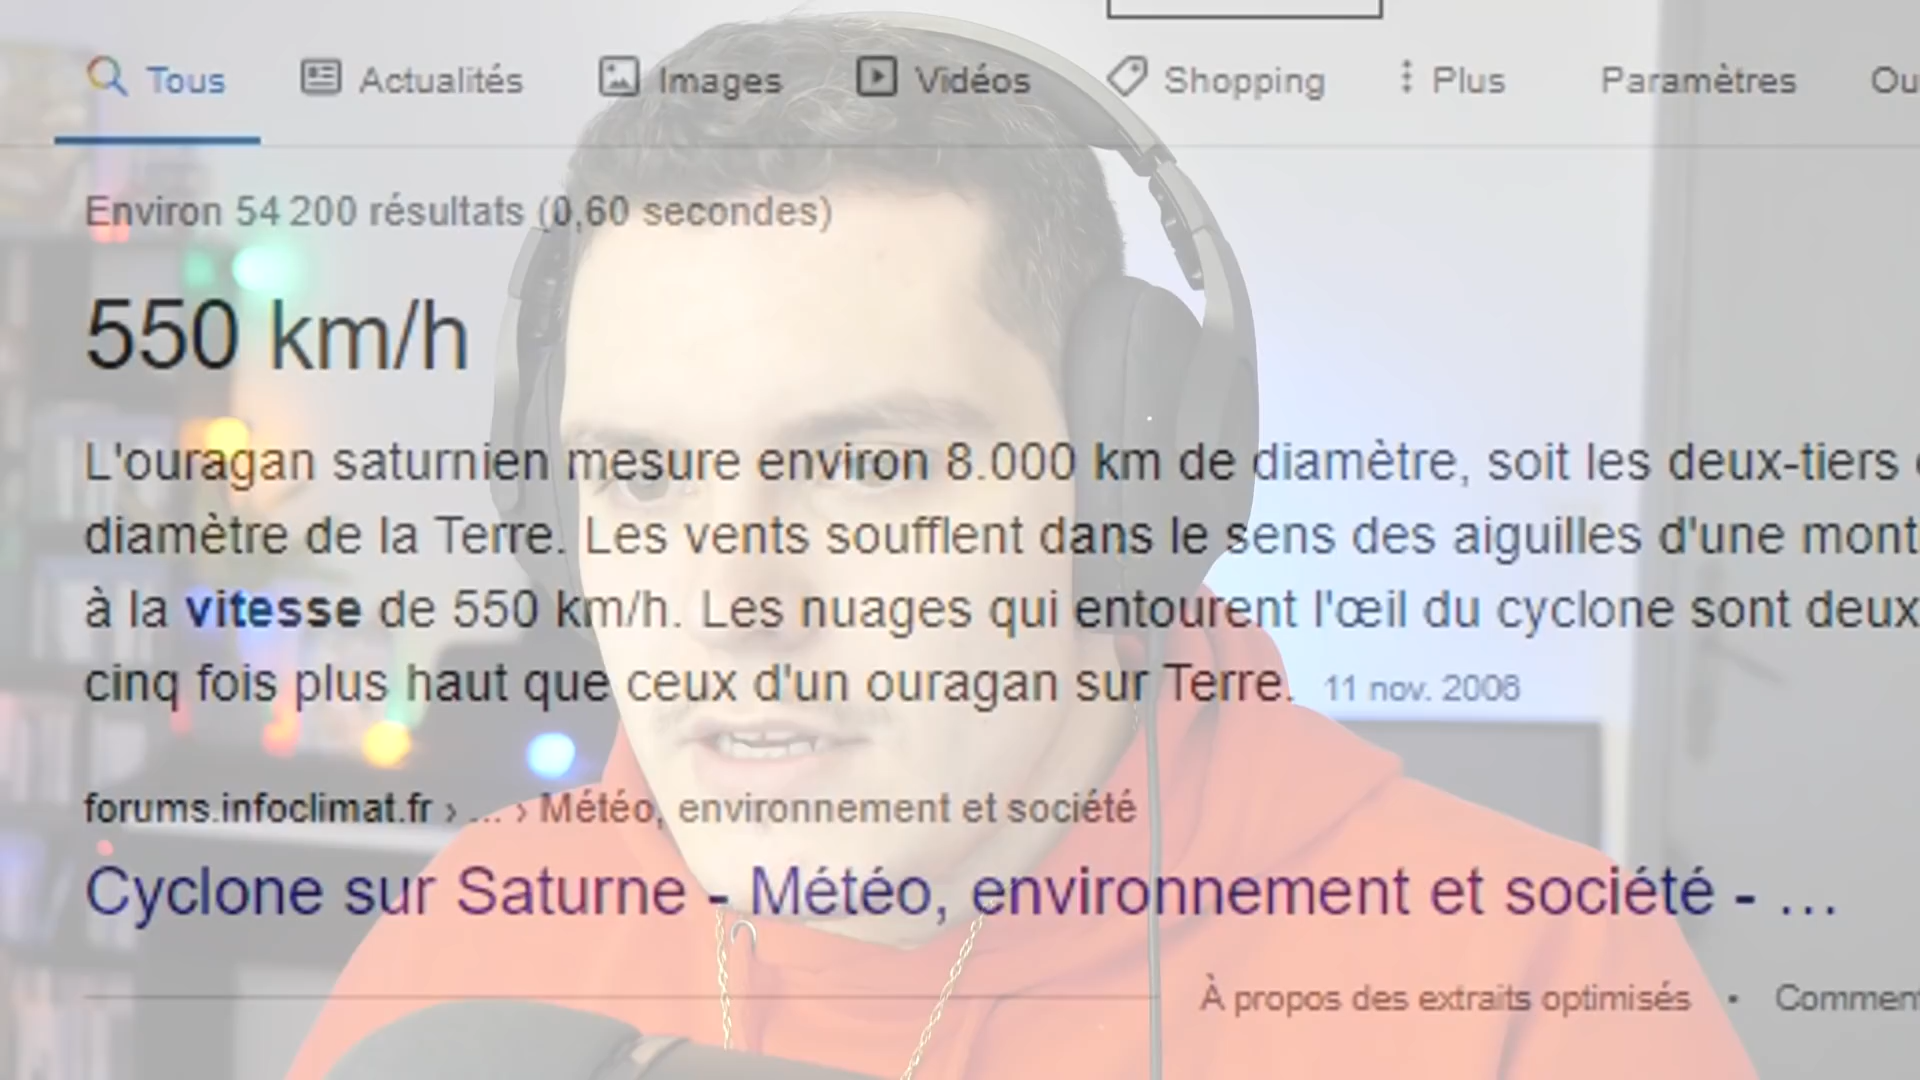 Tous Actualités Images Vidéos Shopping Plus Paramètres
Environ 54 200 résultats (0,60 secondes)
550 km/h
L'ouragan saturnien mesure environ 8.000 km de diamètre, soit les deux-tiers
diamètre de la Terre. Les vents soufflent dans le sens des aiguilles d'une
à la vitesse de 550 km/h. Les nuages qui entourent l'œil du cyclone sont deux
cinq fois plus haut que ceux d'un ouragan sur Terre. 11 nov. 2006
forums.infoclimat.fr › ... › Météo, environnement et société
Cyclone sur Saturne - Météo, environnement et société - ...
À propos des extraits optimisés •